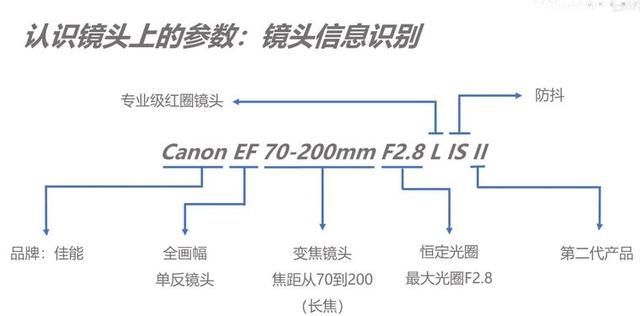 认识镜头上的参数：镜头信息识别
专业级红圈镜头
防抖
Canon EF 70-200mm F2.8 L IS II
品牌：佳能
全画幅
单反镜头
变焦镜头
焦距从70到200
（长焦）
恒定光圈
最大光圈F2.8
第二代产品